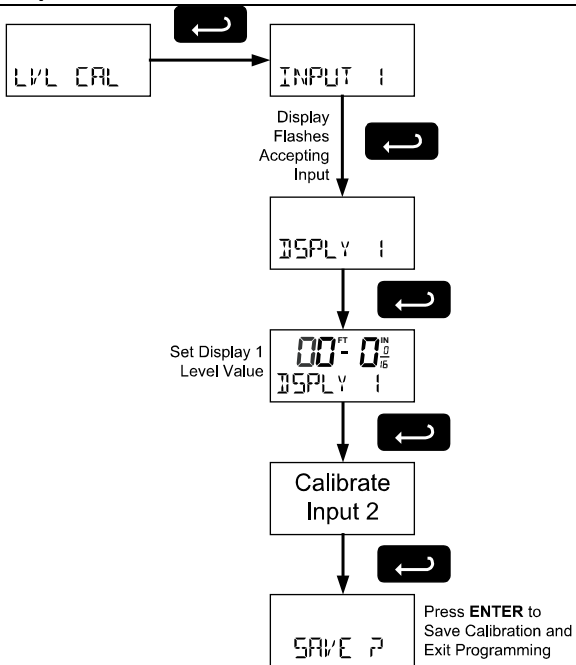 LVL CAL
INPUT 1
Display
Flashes
Accepting
Input
DSPLY 1
Set Display 1
Level Value
00 FT - 0 IN 0/16
DSPLY 1
Calibrate
Input 2
SAVE ?
Press ENTER to
Save Calibration and
Exit Programming